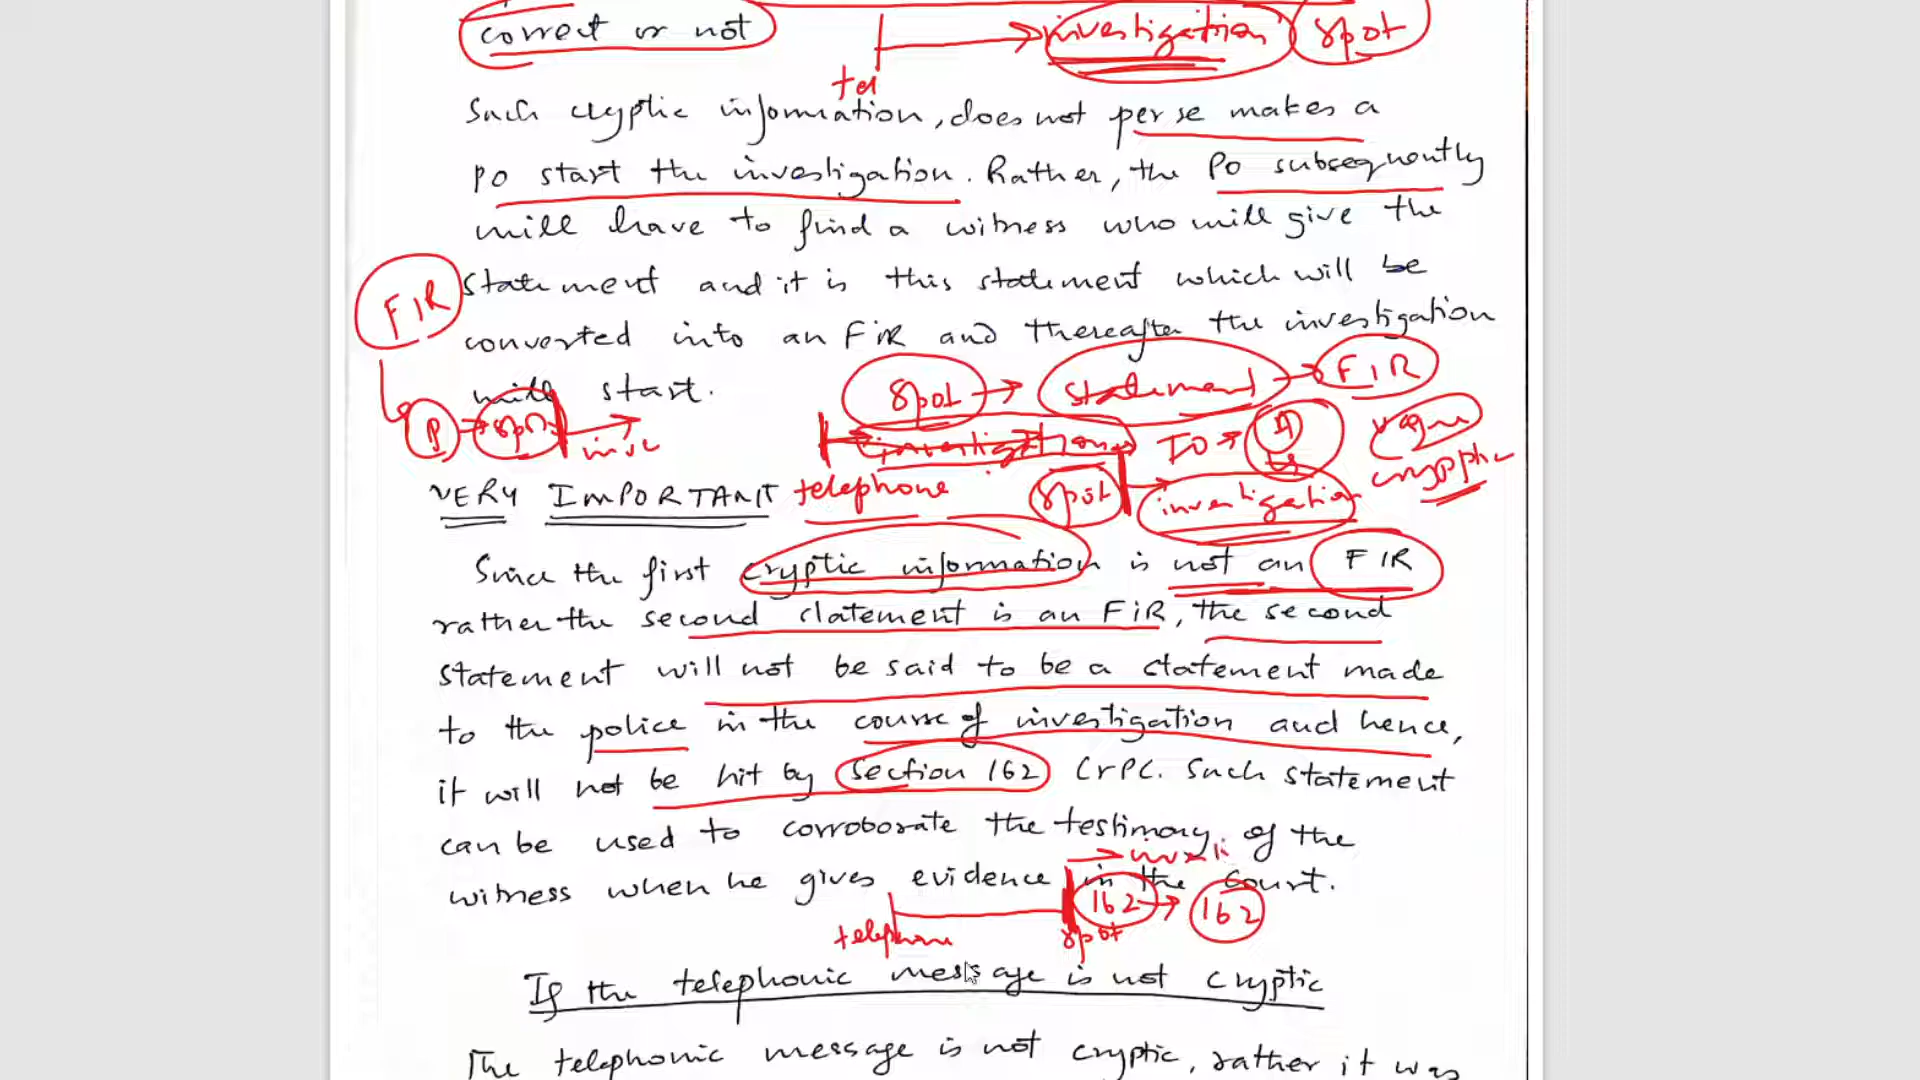 correct or not investigation spot
tel
Such cryptic information, does not per se makes a
PO start the investigation. Rather, the PO subsequently
will have to find a witness who will give the
FIR statement and it is this statement which will be
converted into an FIR and thereafter the investigation
will start. spot → statement → FIR
P → spot investigation IO → vague
cryptic
VERY IMPORTANT telephone spot investigation
Since the first cryptic information is not an FIR
rather the second statement is an FIR, the second
statement will not be said to be a statement made
to the police in the course of investigation and hence,
it will not be hit by Section 162 CrPC. Such statement
can be used to corroborate the testimony of the
witness when he gives evidence in the Court.
162 → 162
telephone spot
If the telephonic message is not cryptic
The telephonic message is not cryptic, rather it was